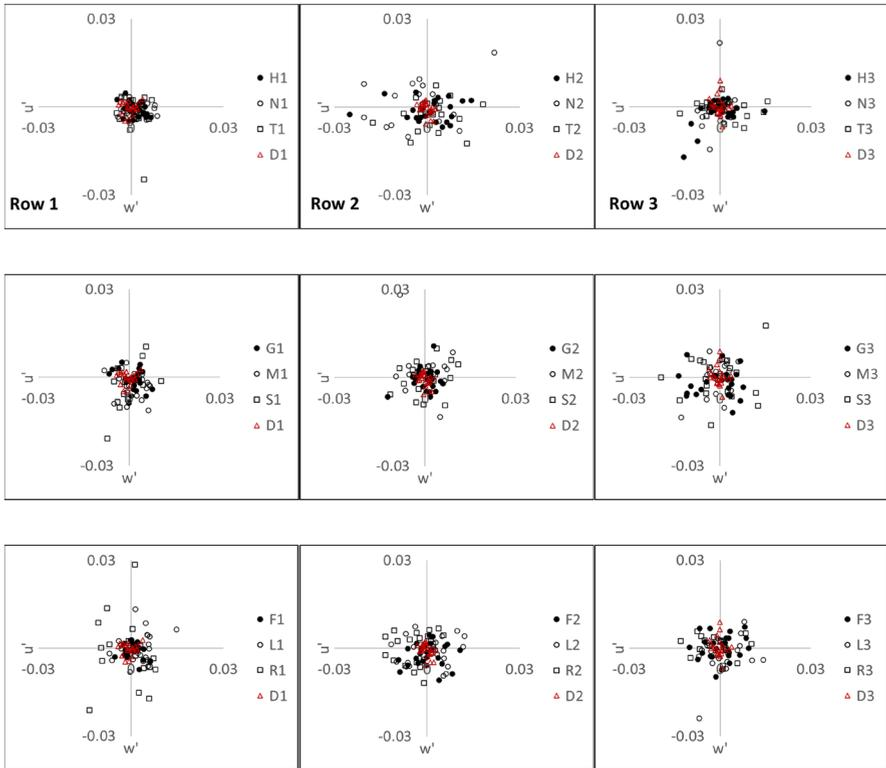 0.03
H1
N1
u'
-0.03
0.03
T1
D1
-0.03
Row 1
w'
0.03
H2
N2
-0.03
0.03
T2
D2
Row 2
w'
0.03
H3
N3
u'
-0.03
0.03
T3
D3
-0.03
Row 3
w'
0.03
G1
M1
u'
-0.03
0.03
S1
D1
-0.03
w'
0.03
G2
M2
u'
-0.03
0.03
S2
D2
-0.03
w'
0.03
G3
M3
u'
-0.03
0.03
S3
D3
-0.03
w'
0.03
F1
L1
u'
-0.03
0.03
R1
D1
-0.03
w'
0.03
F2
L2
u'
-0.03
0.03
R2
D2
-0.03
w'
0.03
F3
L3
u'
-0.03
0.03
R3
D3
-0.03
w'